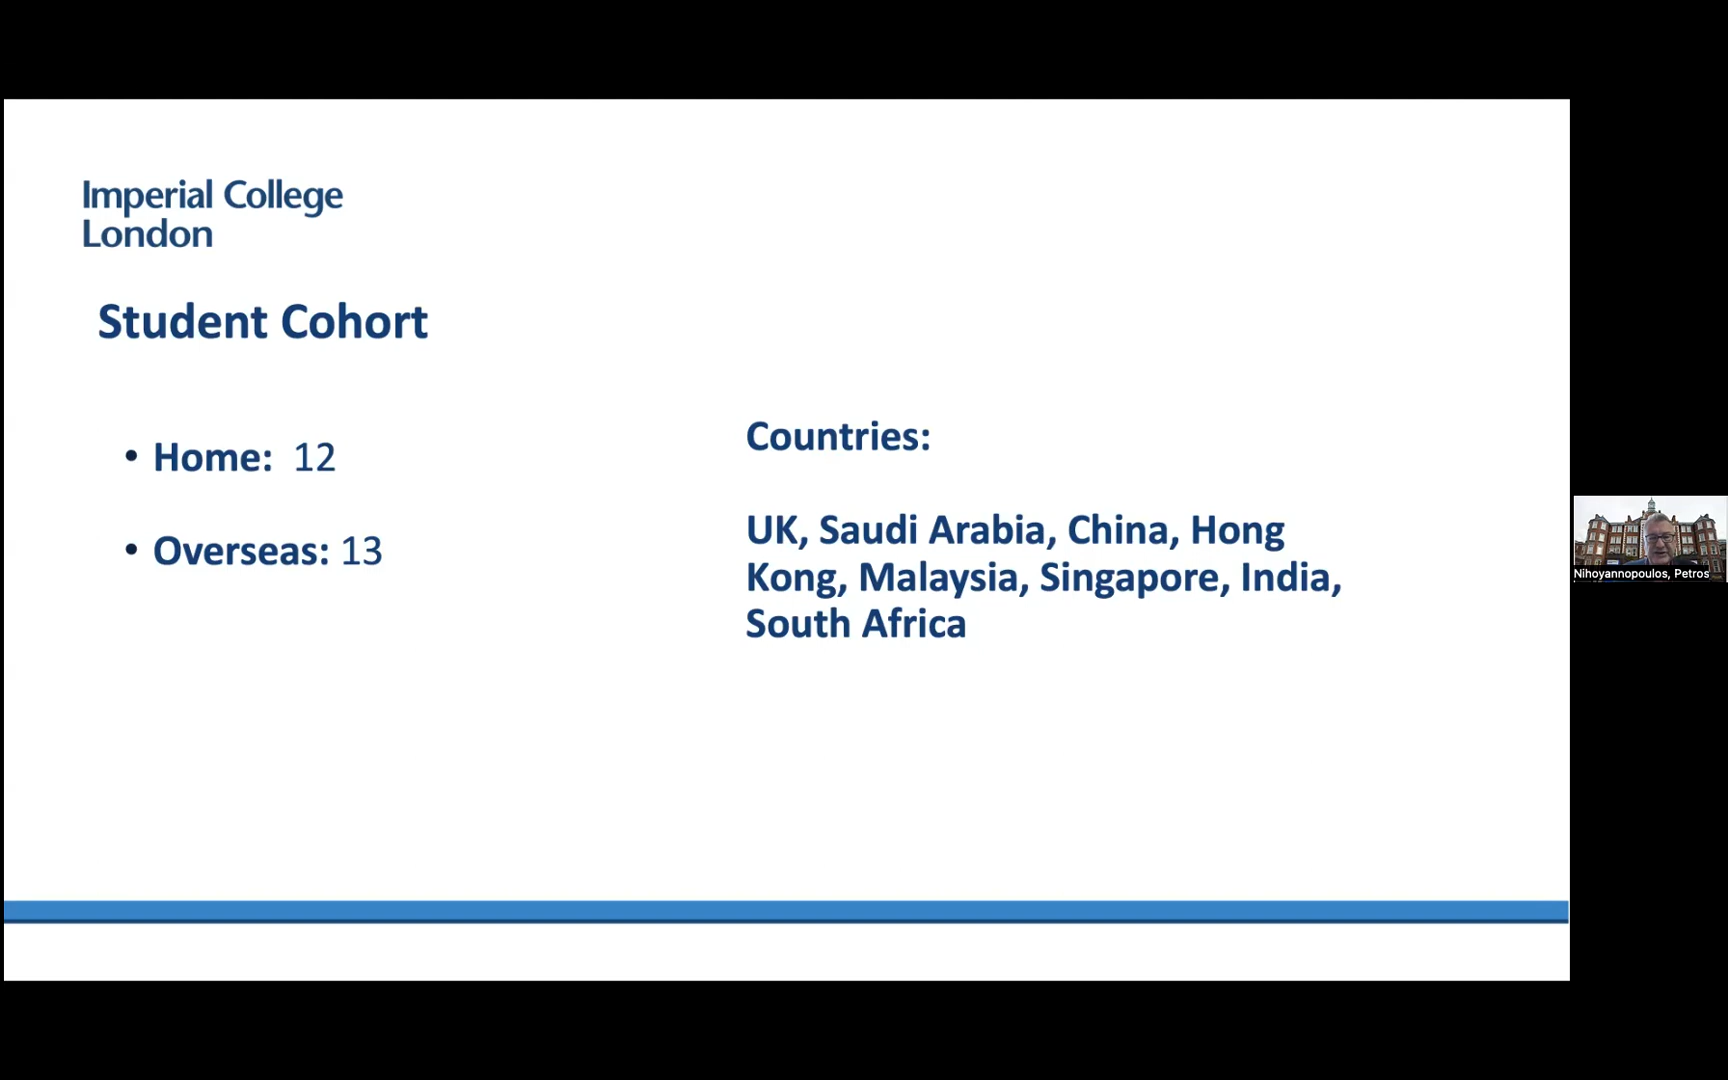 Imperial College
London
Student Cohort
• Home: 12
• Overseas: 13
Countries:
UK, Saudi Arabia, China, Hong
Kong, Malaysia, Singapore, India,
South Africa
Nihoyannopoulos, Petros